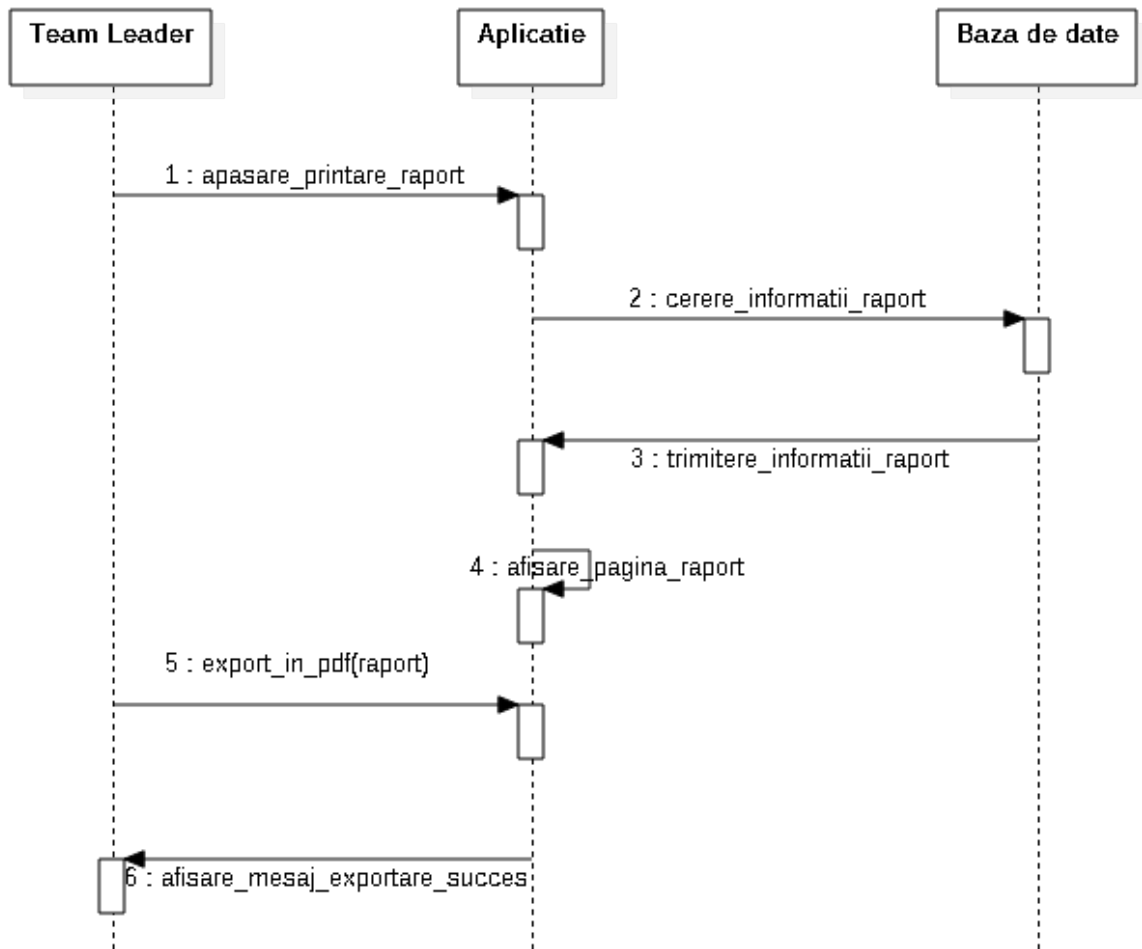 Team Leader
Aplicatie
Baza de date
1 : apasare_printare_raport
2 : cerere_informatii_raport
3 : trimitere_informatii_raport
4 : afisare_pagina_raport
5 : export_in_pdf(raport)
6 : afisare_mesaj_exportare_succes